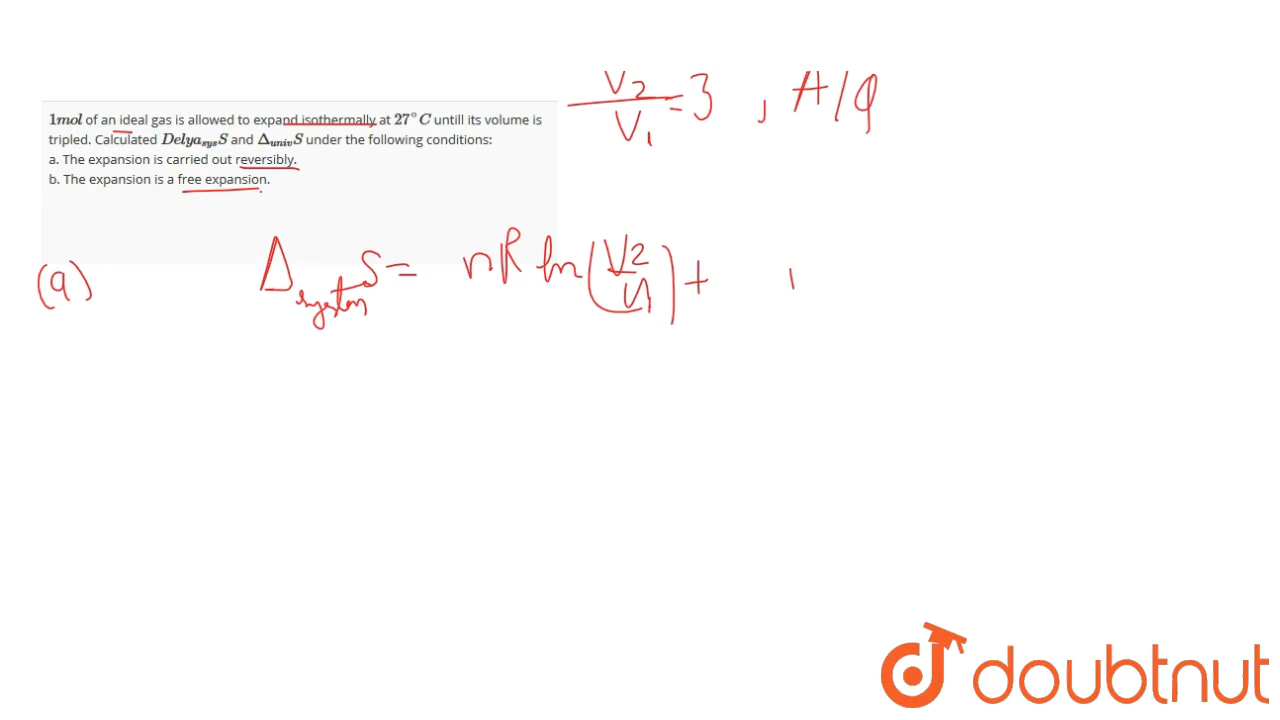 V2
V1 =3 , A/Q
1mol of an ideal gas is allowed to expand isothermally at 27°C untill its volume is
tripled. Calculated Delya_sys S and Δ_univ S under the following conditions:
a. The expansion is carried out reversibly.
b. The expansion is a free expansion.
(a) Δsystem S = nR ln(V2/V1) +
doubtnut